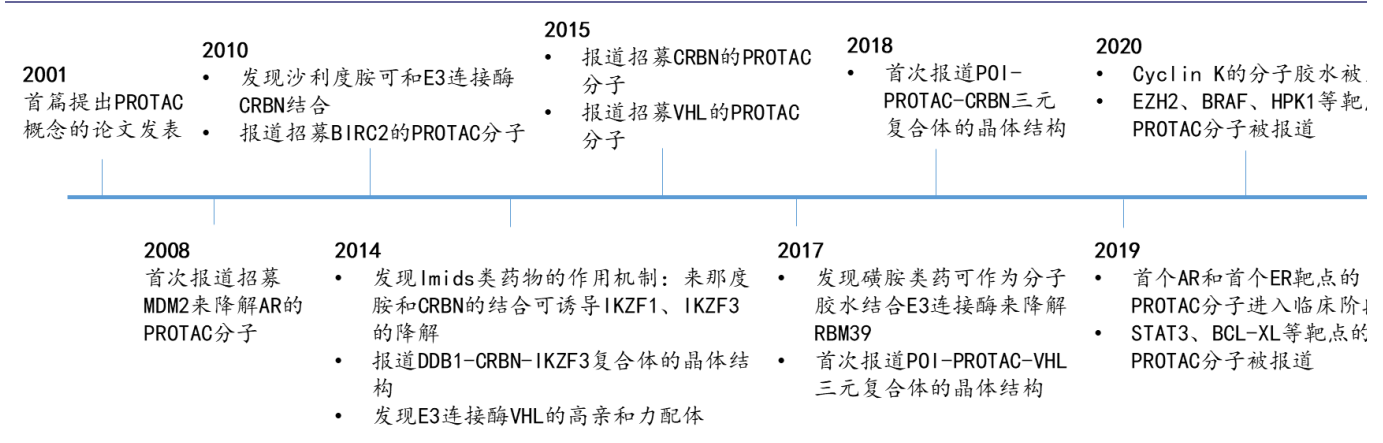 2001
首篇提出PROTAC
概念的论文发表
2010
• 发现沙利度胺可和E3连接酶
CRBN结合
• 报道招募BIRC2的PROTAC分子
2015
• 报道招募CRBN的PROTAC
分子
• 报道招募VHL的PROTAC
分子
2018
• 首次报道POI-
PROTAC-CRBN三元
复合体的晶体结构
2020
• Cyclin K的分子胶水被
• EZH2、BRAF、HPK1等靶
PROTAC分子被报道
2008
首次报道招募
MDM2来降解AR的
PROTAC分子
2014
• 发现Imids类药物的作用机制：来那度
胺和CRBN的结合可诱导IKZF1、IKZF3
的降解
• 报道DDB1-CRBN-IKZF3复合体的晶体结
构
• 发现E3连接酶VHL的高亲和力配体
2017
• 发现磺胺类药可作为分子
胶水结合E3连接酶来降解
RBM39
• 首次报道POI-PROTAC-VHL
三元复合体的晶体结构
2019
• 首个AR和首个ER靶点的
PROTAC分子进入临床阶
• STAT3、BCL-XL等靶点的
PROTAC分子被报道